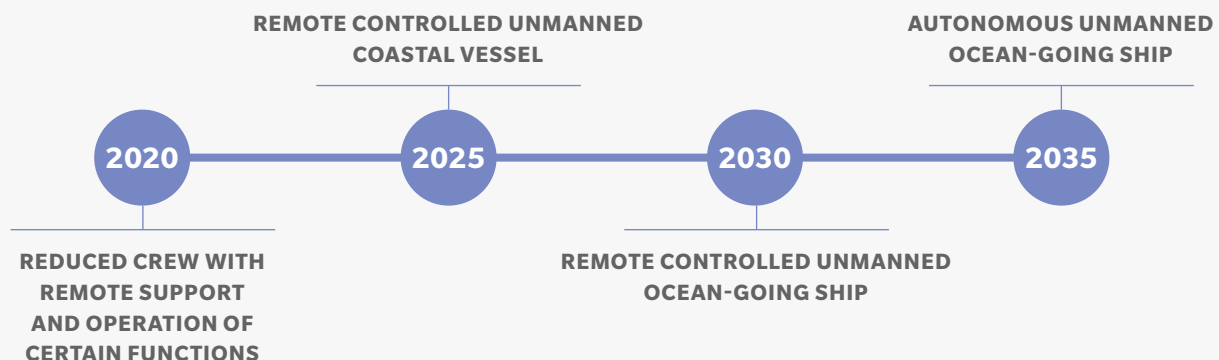 REMOTE CONTROLLED UNMANNED
COASTAL VESSEL
AUTONOMOUS UNMANNED
OCEAN-GOING SHIP
2020
2025
2030
2035
REDUCED CREW WITH
REMOTE SUPPORT
AND OPERATION OF
CERTAIN FUNCTIONS
REMOTE CONTROLLED UNMANNED
OCEAN-GOING SHIP